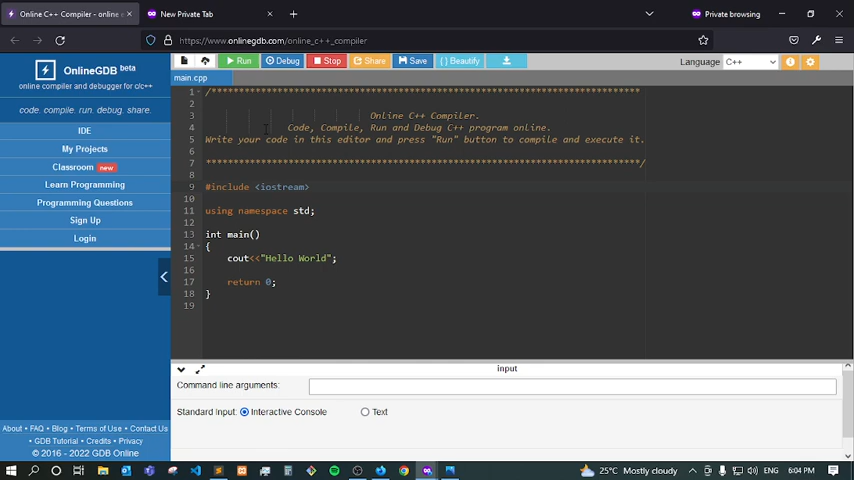 Online C++ Compiler - online e
New Private Tab
Private browsing
https://www.onlinegdb.com/online_c++_compiler
OnlineGDB beta
online compiler and debugger for c/c++
code. compile. run. debug. share.
IDE
My Projects
Classroom new
Learn Programming
Programming Questions
Sign Up
Login
About • FAQ • Blog • Terms of Use • Contact Us
• GDB Tutorial • Credits • Privacy
© 2016 - 2022 GDB Online
Run Debug Stop Share Save { } Beautify
Language C++
main.cpp
1 /******************************************************************************
2
3 Online C++ Compiler.
4 Code, Compile, Run and Debug C++ program online.
5 Write your code in this editor and press "Run" button to compile and execute it.
6
7 *******************************************************************************/
8
9 #include <iostream>
10
11 using namespace std;
12
13 int main()
14 {
15 cout<<"Hello World";
16
17 return 0;
18 }
19
input
Command line arguments:
Standard Input: Interactive Console Text
25°C Mostly cloudy ENG 6:04 PM